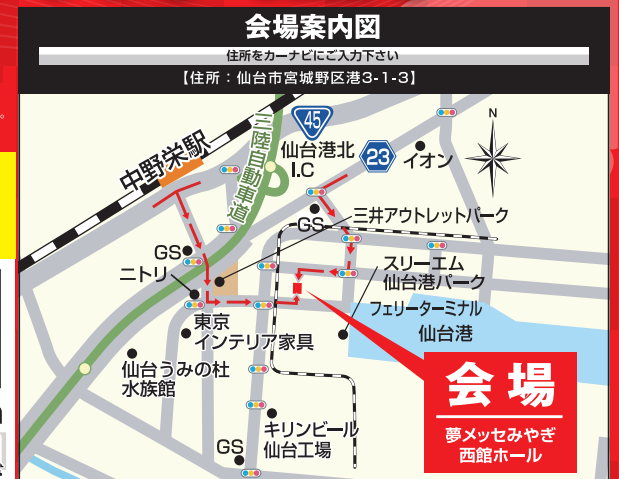 会場案内図
住所をカーナビにご入力下さい
【住所：仙台市宮城野区港3-1-3】
N
45
中野栄駅
三陸自動車道
仙台港北
I.C
23
イオン
GS
三井アウトレットパーク
GS
ニトリ
スリーエム
仙台港パーク
フェリーターミナル
仙台港
東京
インテリア家具
仙台うみの杜
水族館
会場
夢メッセみやぎ
西館ホール
キリンビール
仙台工場
GS